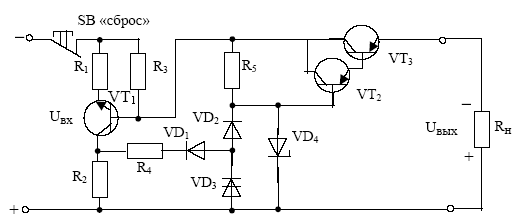 SB «сброс»
−
R1
R3
R5
VT3
VT1
VT2
Uвх
VD2
VD1
VD4
−
Uвых
Rн
+
R2
R4
VD3
+